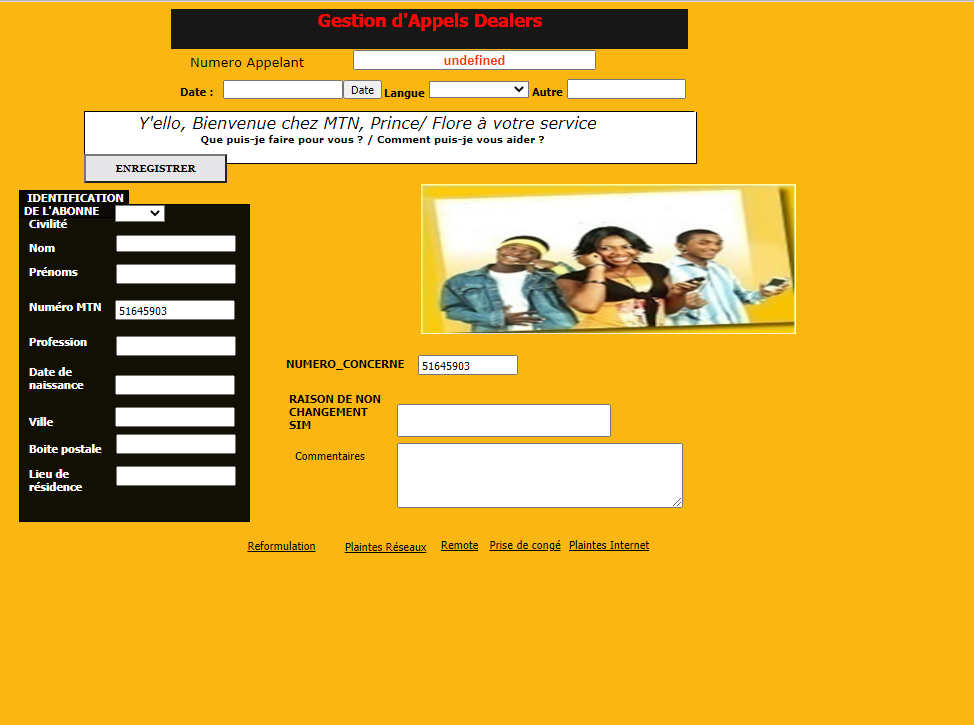 Gestion d'Appels Dealers
Numero Appelant undefined
Date : Date Langue Autre
Y'ello, Bienvenue chez MTN, Prince/ Flore à votre service
Que puis-je faire pour vous ? / Comment puis-je vous aider ?
ENREGISTRER
IDENTIFICATION
DE L'ABONNE
Civilité
Nom
Prénoms
Numéro MTN 51645903
Profession
Date de
naissance
Ville
Boite postale
Lieu de
résidence
NUMERO_CONCERNE 51645903
RAISON DE NON
CHANGEMENT
SIM
Commentaires
Reformulation Plaintes Réseaux Remote Prise de congé Plaintes Internet